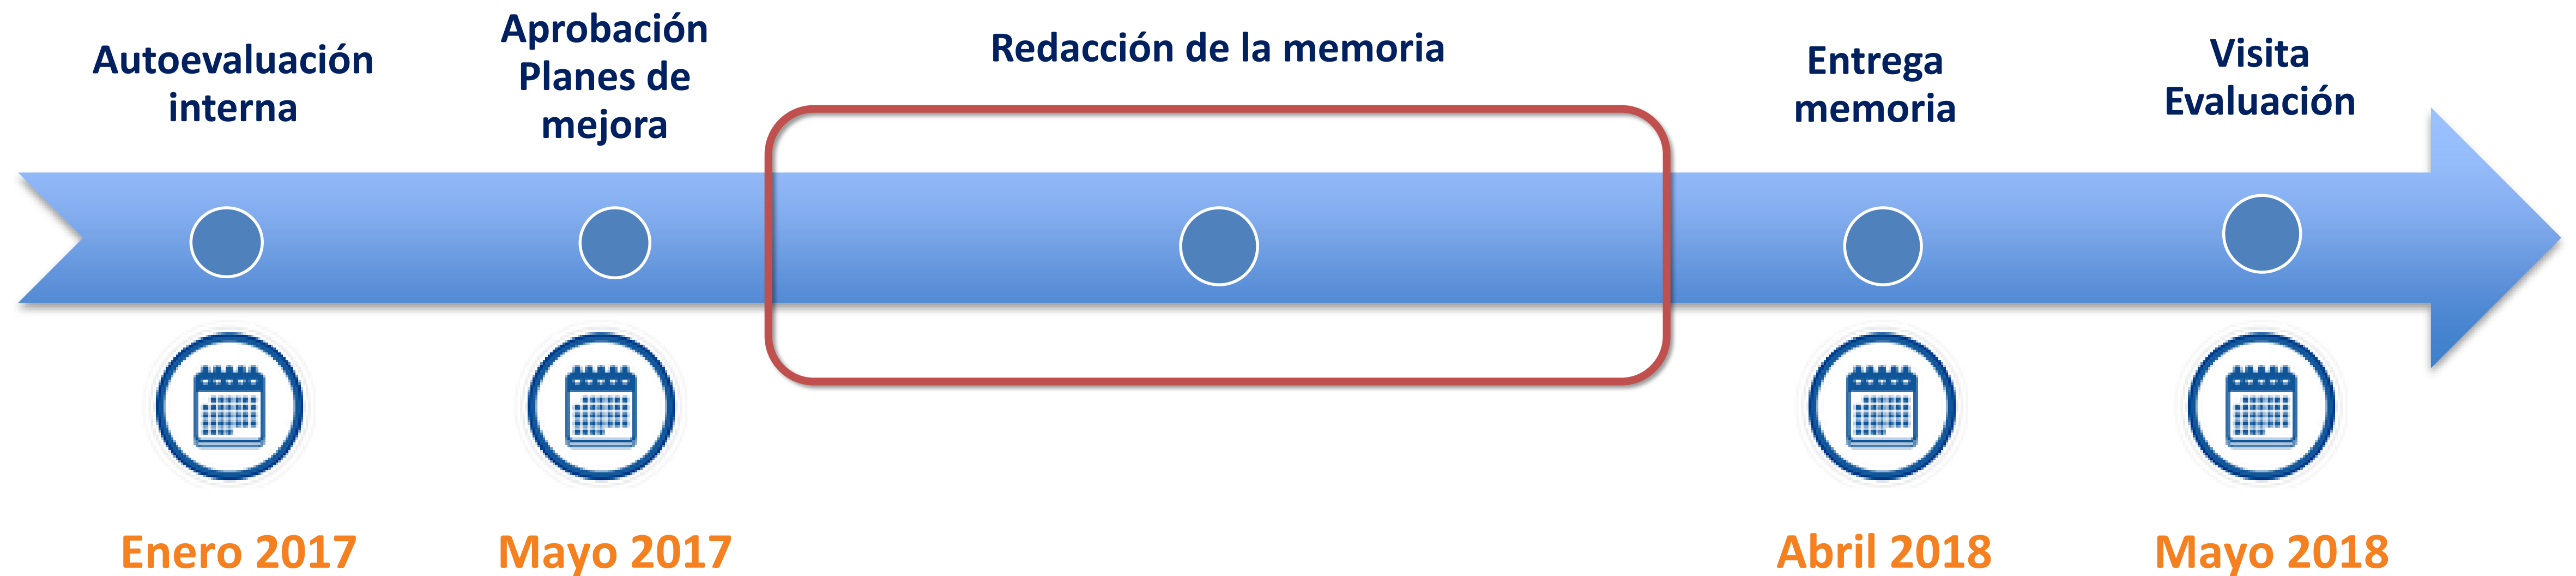 Autoevaluación
interna
Aprobación
Planes de
mejora
Redacción de la memoria
Entrega
memoria
Visita
Evaluación
Enero 2017
Mayo 2017
Abril 2018
Mayo 2018